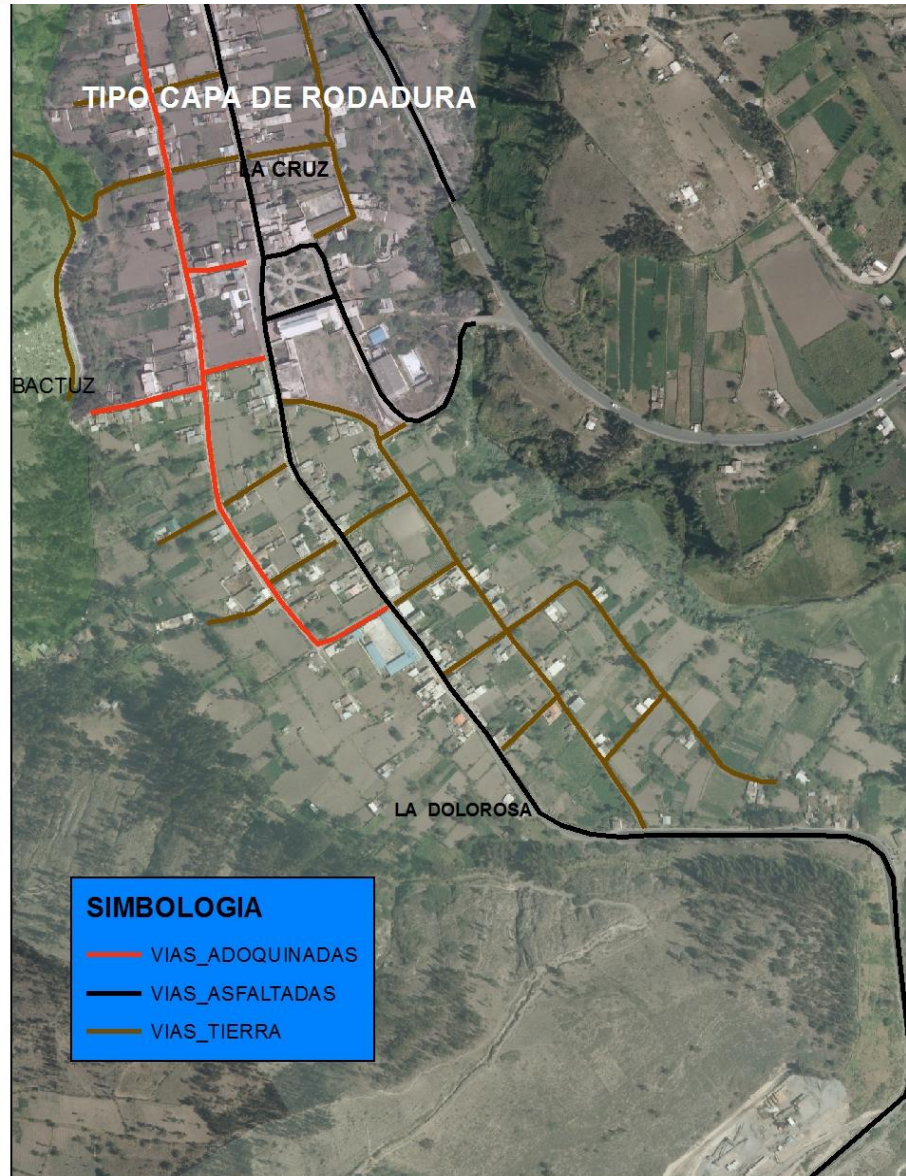 TIPO CAPA DE RODADURA
LA CRUZ
BACTUZ
LA DOLOROSA
SIMBOLOGIA
VIAS_ADOQUINADAS
VIAS_ASFALTADAS
VIAS_TIERRA